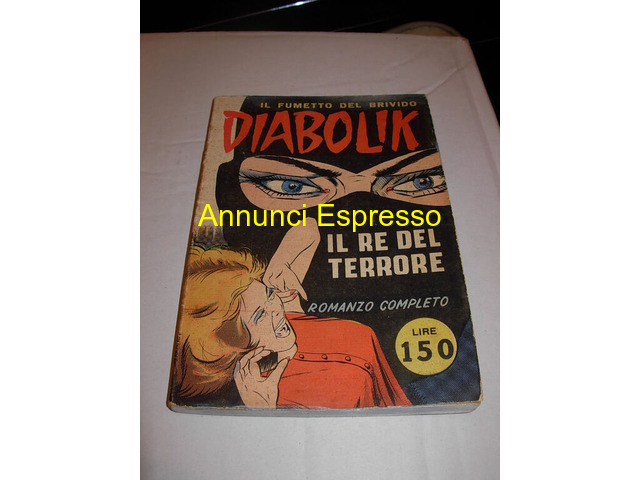 IL FUMETTO DEL BRIVIDO
DIABOLIK
Annunci Espresso
IL RE DEL
TERRORE
ROMANZO COMPLETO
LIRE
150